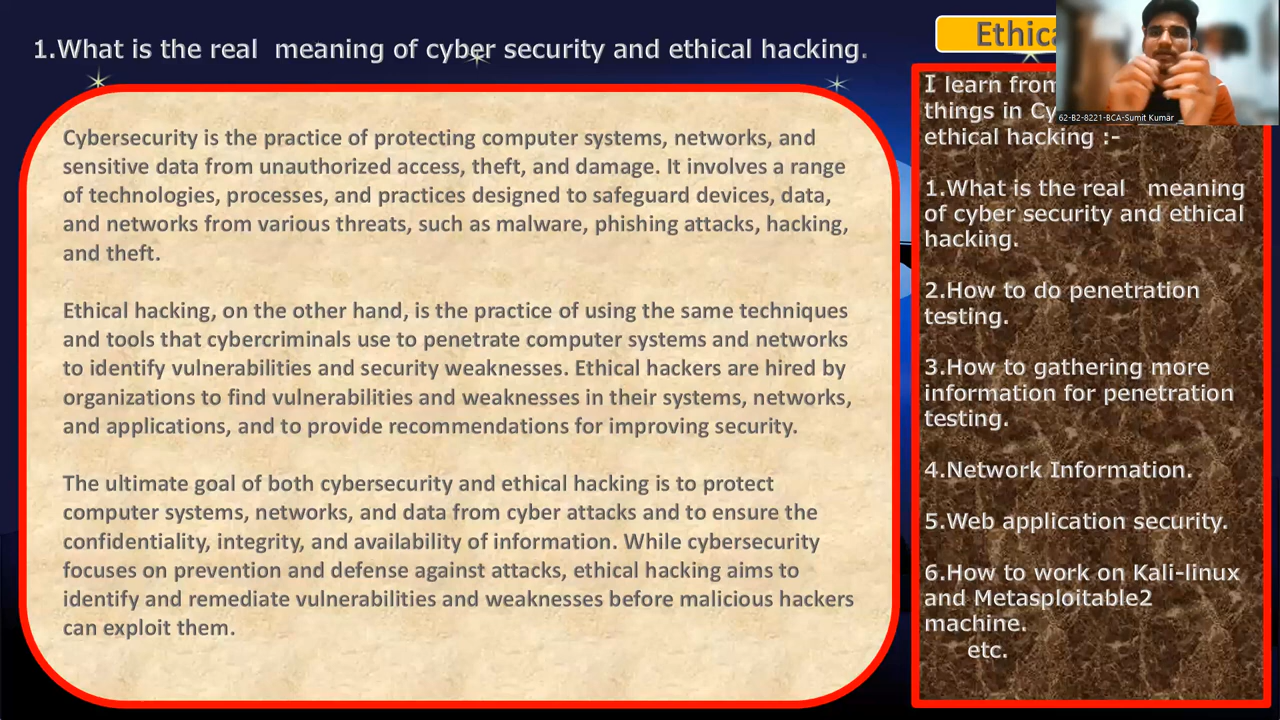 1.What is the real meaning of cyber security and ethical hacking.
Cybersecurity is the practice of protecting computer systems, networks, and
sensitive data from unauthorized access, theft, and damage. It involves a range
of technologies, processes, and practices designed to safeguard devices, data,
and networks from various threats, such as malware, phishing attacks, hacking,
and theft.
Ethical hacking, on the other hand, is the practice of using the same techniques
and tools that cybercriminals use to penetrate computer systems and networks
to identify vulnerabilities and security weaknesses. Ethical hackers are hired by
organizations to find vulnerabilities and weaknesses in their systems, networks,
and applications, and to provide recommendations for improving security.
The ultimate goal of both cybersecurity and ethical hacking is to protect
computer systems, networks, and data from cyber attacks and to ensure the
confidentiality, integrity, and availability of information. While cybersecurity
focuses on prevention and defense against attacks, ethical hacking aims to
identify and remediate vulnerabilities and weaknesses before malicious hackers
can exploit them.
62-B2-8221-BCA-Sumit Kumar
I learn from
things in
ethical hacking :-
1.What is the real meaning
of cyber security and ethical
hacking.
2.How to do penetration
testing.
3.How to gathering more
information for penetration
testing.
4.Network Information.
5.Web application security.
6.How to work on Kali-linux
and Metasploitable2
machine.
etc.